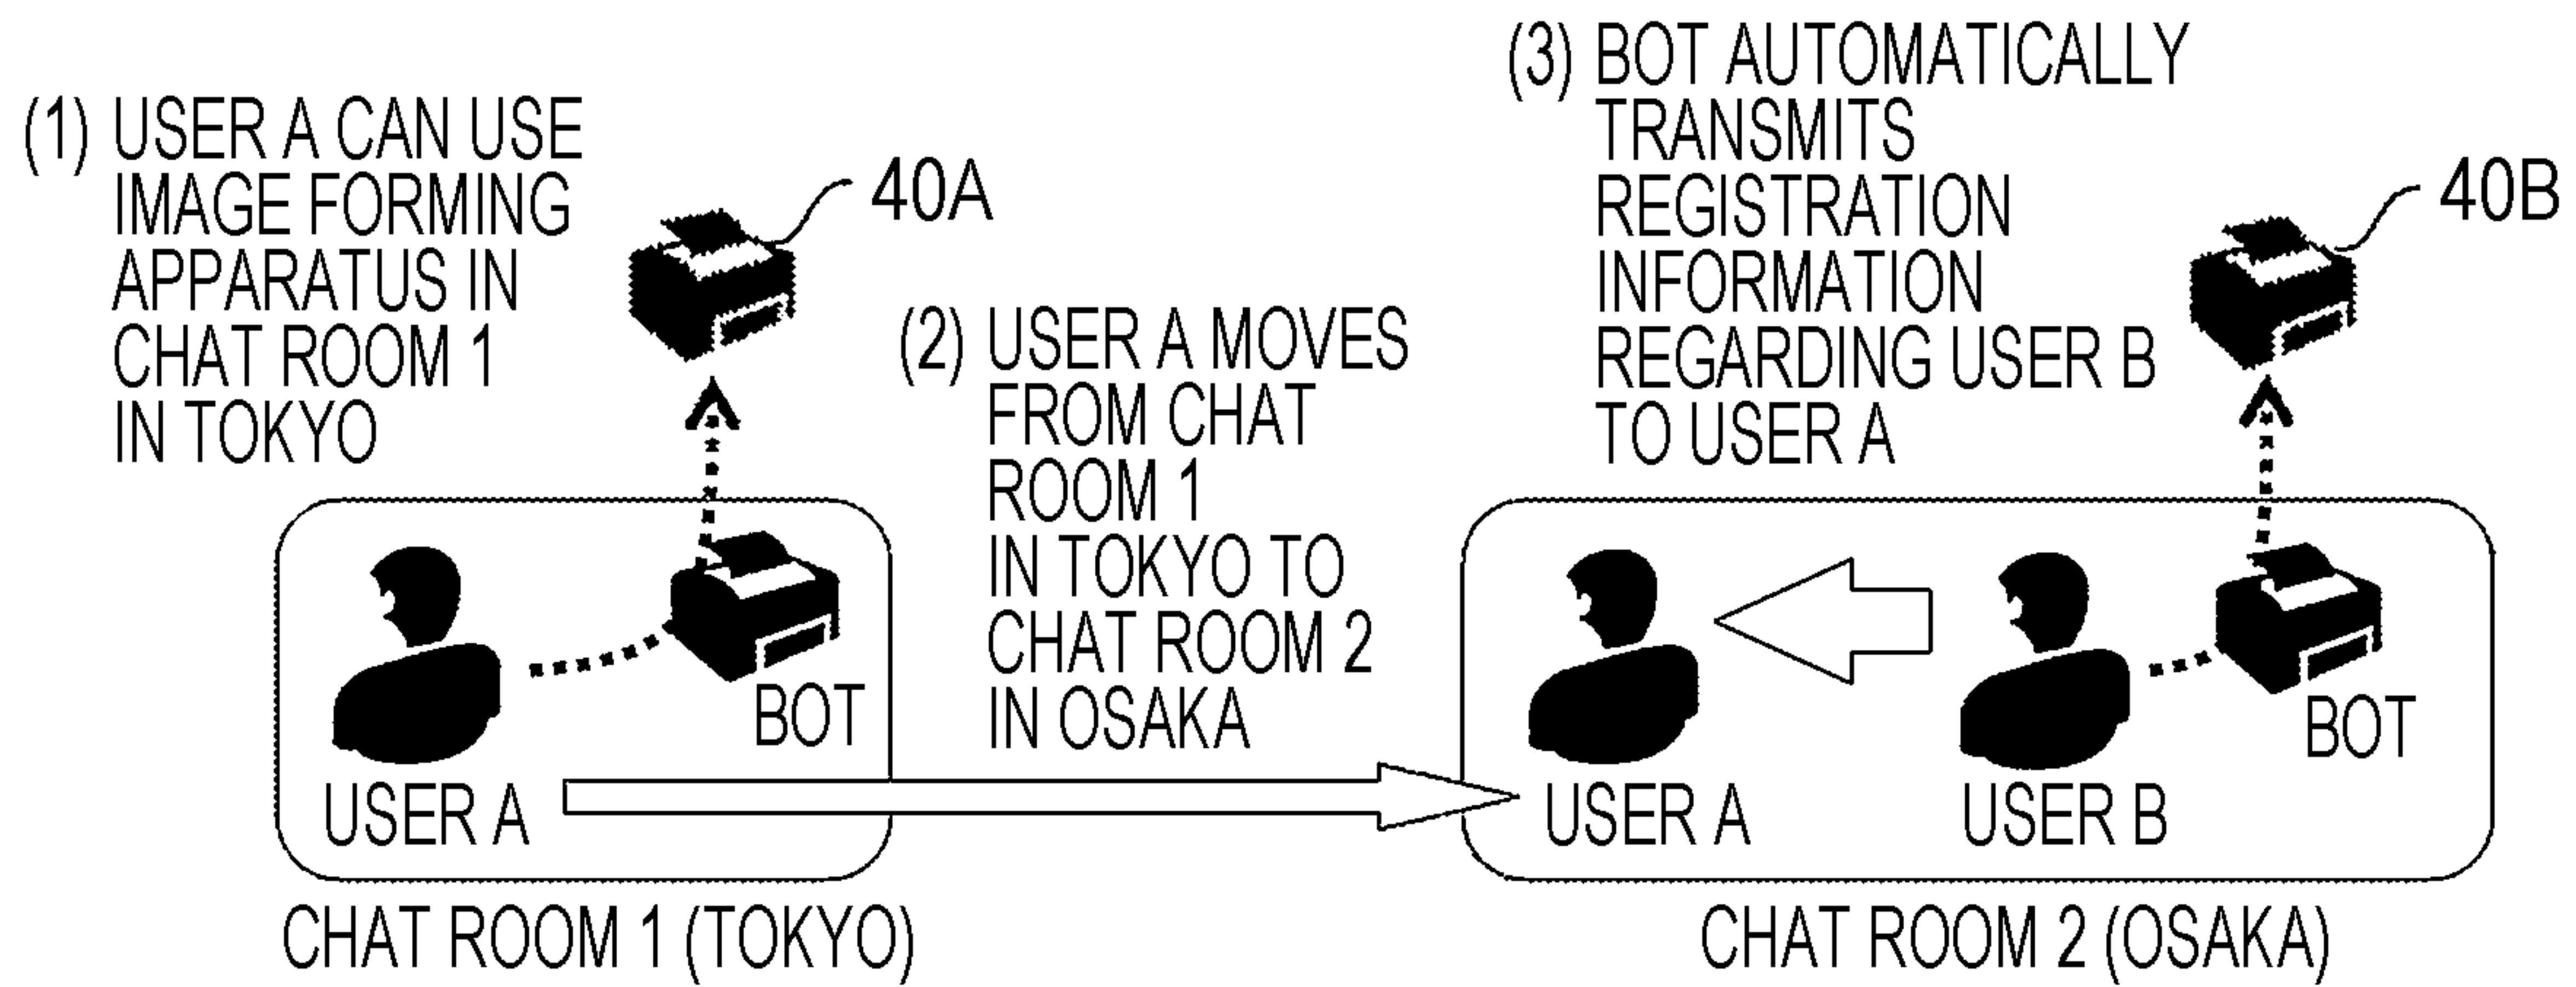 (1) USER A CAN USE
IMAGE FORMING
APPARATUS IN
CHAT ROOM 1
IN TOKYO
40A
(2) USER A MOVES
FROM CHAT
ROOM 1
IN TOKYO TO
CHAT ROOM 2
IN OSAKA
(3) BOT AUTOMATICALLY
TRANSMITS
REGISTRATION
INFORMATION
REGARDING USER B
TO USER A
40B
BOT
USER A
CHAT ROOM 1 (TOKYO)
BOT
USER A
USER B
CHAT ROOM 2 (OSAKA)